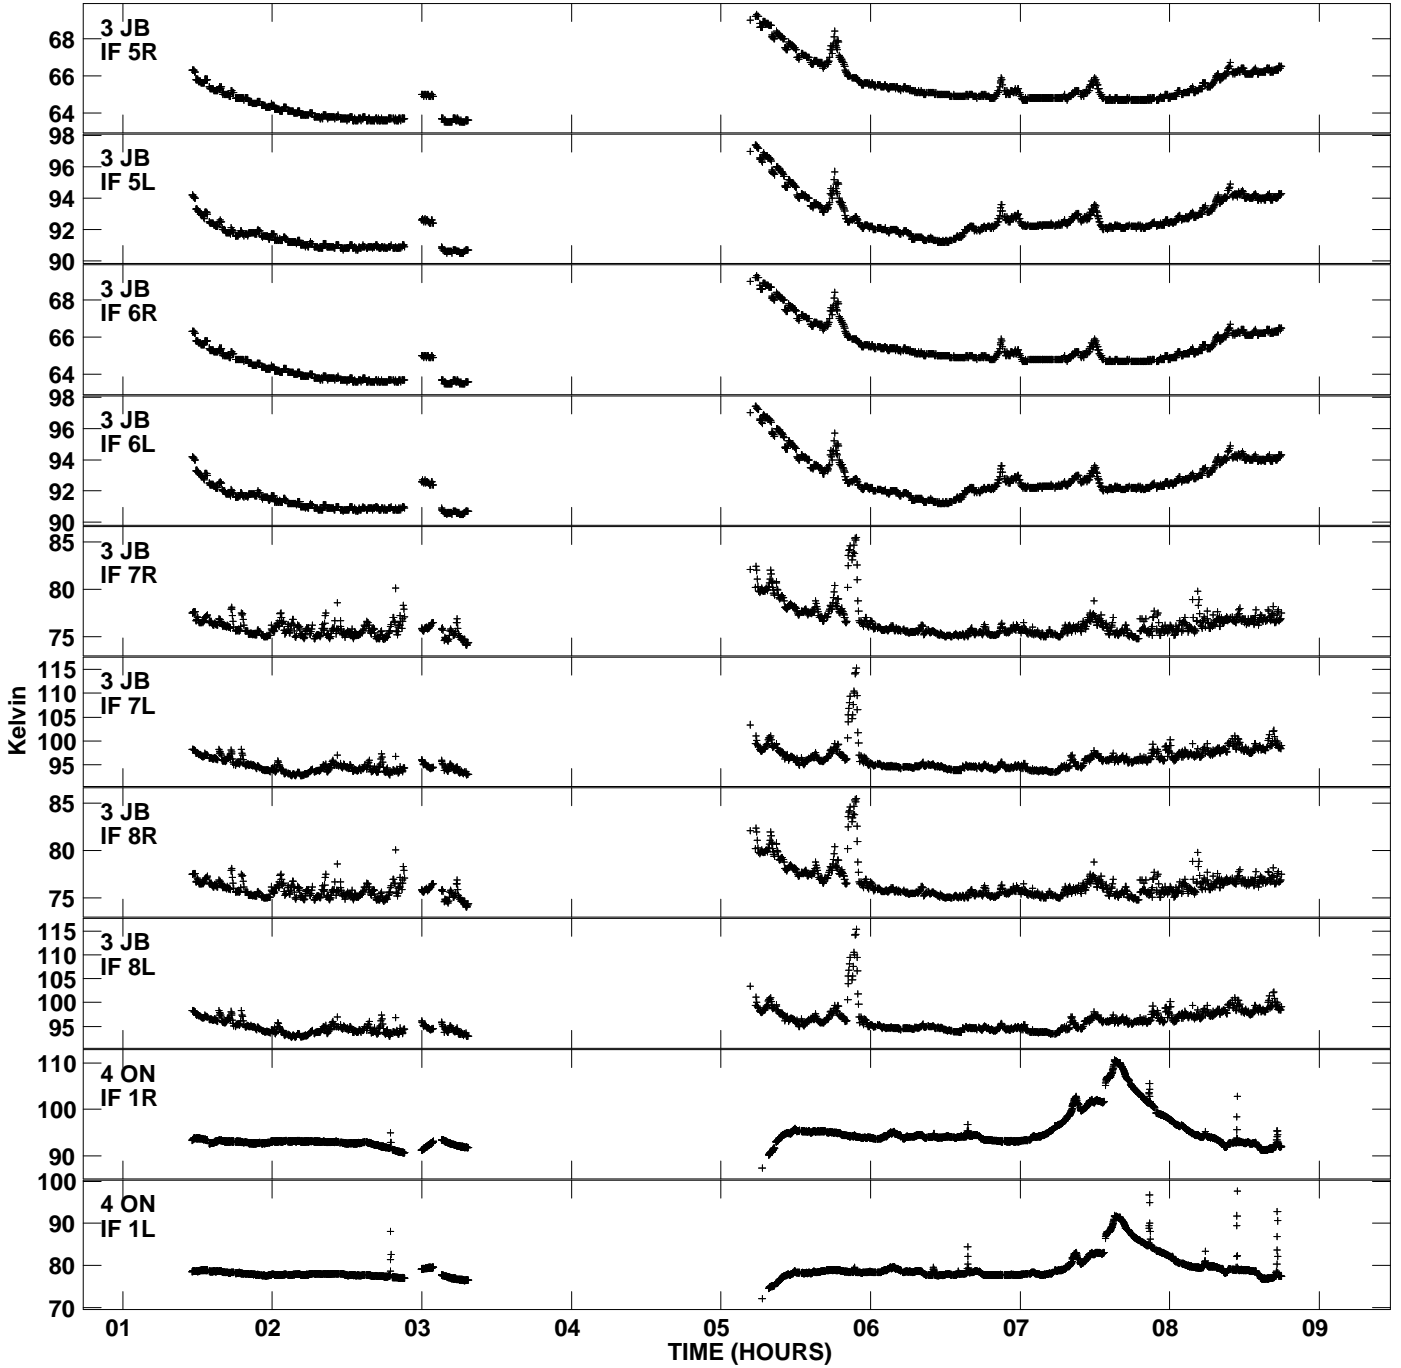 3 JB
IF 5R
68
66
64
98
3 JB
IF 5L
96
94
92
90
3 JB
IF 6R
68
66
64
98
3 JB
IF 6L
96
94
92
90
85
3 JB
IF 7R
80
75
115
3 JB
IF 7L
110
105
100
95
Kelvin
85
3 JB
IF 8R
80
75
115
3 JB
IF 8L
110
105
100
95
110
4 ON
IF 1R
100
90
100
4 ON
IF 1L
90
80
70
01 02 03 04 05 06 07 08 09
TIME (HOURS)